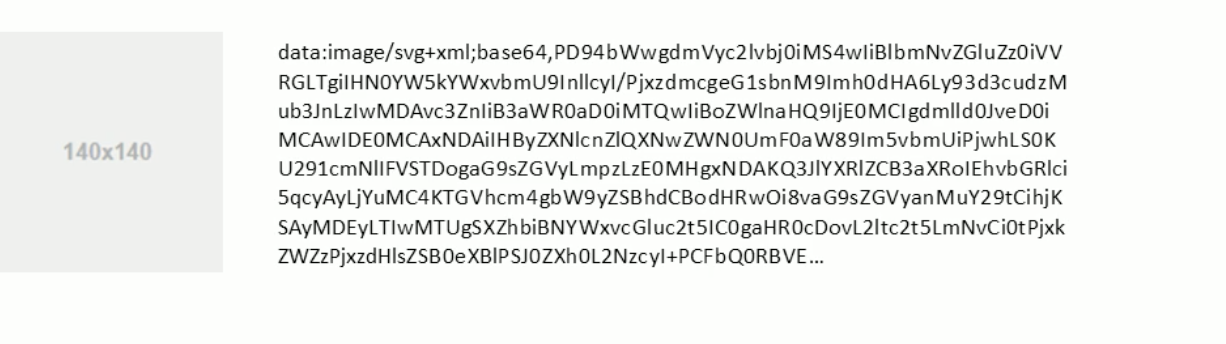 140x140
data:image/svg+xml;base64,PD94bWwgdmVyc2lvbj0iMS4wIiBlbmNvZGluZz0iVV
RGLTgiIHN0YW5kYWxvbmU9InllcyI/PjxzdmcgeG1sbnM9Imh0dHA6Ly93d3cudzM
ub3JnLzIwMDAvc3ZnIiB3aWR0aD0iMTQwIiBoZWlnaHQ9IjE0MCIgdmlld0JveD0i
MCAwIDE0MCAxNDAiIHByZXNlcnZlQXNwZWN0UmF0aW89Im5vbmUiPjwhLS0K
U291cmNlIFVSTDogaG9sZGVyLmpzLzE0MHgxNDAKQ3JlYXRlZCB3aXRoIEhvbGRlci
5qcyAyLjYuMC4KTGVhcm4gbW9yZSBhdCBodHRwOi8vaG9sZGVyanMuY29tCihjK
SAyMDEyLTIwMTUgSXZhbiBNYWxvcGluc2t5IC0gaHR0cDovL2ltc2t5LmNvCi0tPjxk
ZWZzPjxzdHlsZSB0eXBlPSJ0ZXh0L2NzcyI+PCFbQ0RBVE...